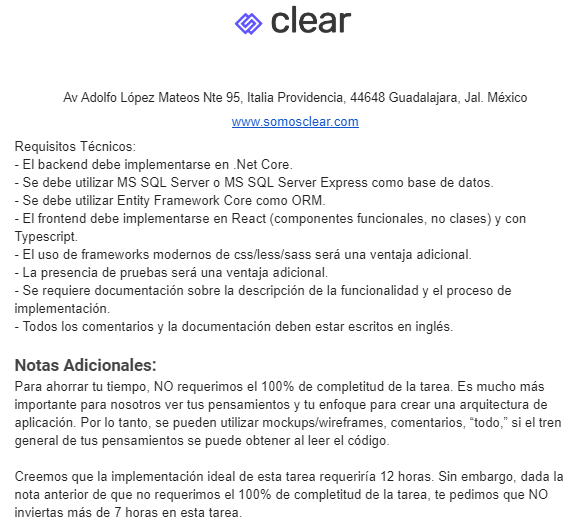 clear
Av Adolfo López Mateos Nte 95, Italia Providencia, 44648 Guadalajara, Jal. México
www.somosclear.com
Requisitos Técnicos:
- El backend debe implementarse en .Net Core.
- Se debe utilizar MS SQL Server o MS SQL Server Express como base de datos.
- Se debe utilizar Entity Framework Core como ORM.
- El frontend debe implementarse en React (componentes funcionales, no clases) y con
Typescript.
- El uso de frameworks modernos de css/less/sass será una ventaja adicional.
- La presencia de pruebas será una ventaja adicional.
- Se requiere documentación sobre la descripción de la funcionalidad y el proceso de
implementación.
- Todos los comentarios y la documentación deben estar escritos en inglés.
Notas Adicionales:
Para ahorrar tu tiempo, NO requerimos el 100% de completitud de la tarea. Es mucho más
importante para nosotros ver tus pensamientos y tu enfoque para crear una arquitectura de
aplicación. Por lo tanto, se pueden utilizar mockups/wireframes, comentarios, “todo,” si el tren
general de tus pensamientos se puede obtener al leer el código.
Creemos que la implementación ideal de esta tarea requeriría 12 horas. Sin embargo, dada la
nota anterior de que no requerimos el 100% de completitud de la tarea, te pedimos que NO
inviertas más de 7 horas en esta tarea.